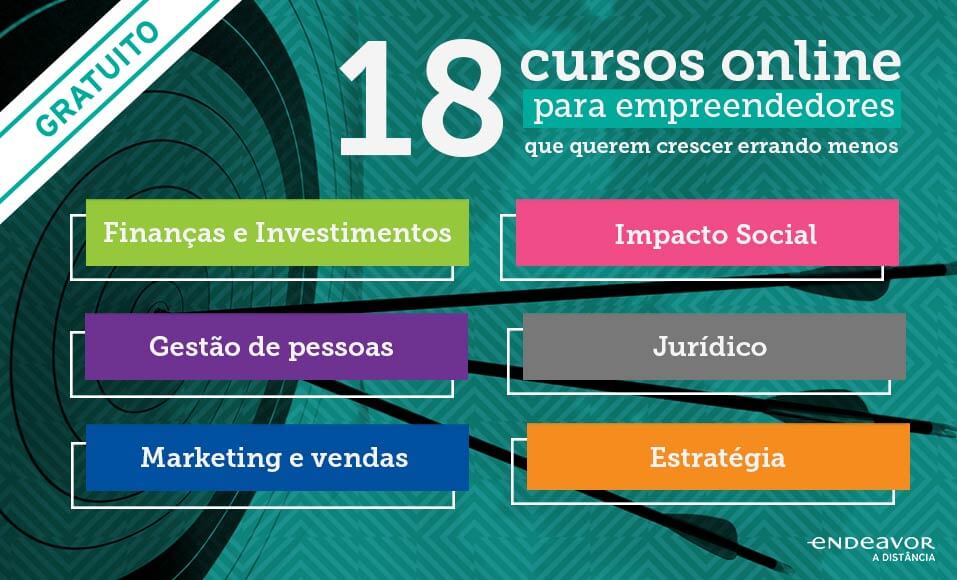 GRATUITO
18
cursos online
para empreendedores
que querem crescer errando menos
Finanças e Investimentos
Impacto Social
Gestão de pessoas
Jurídico
Marketing e vendas
Estratégia
ENDEAVOR
A DISTÂNCIA